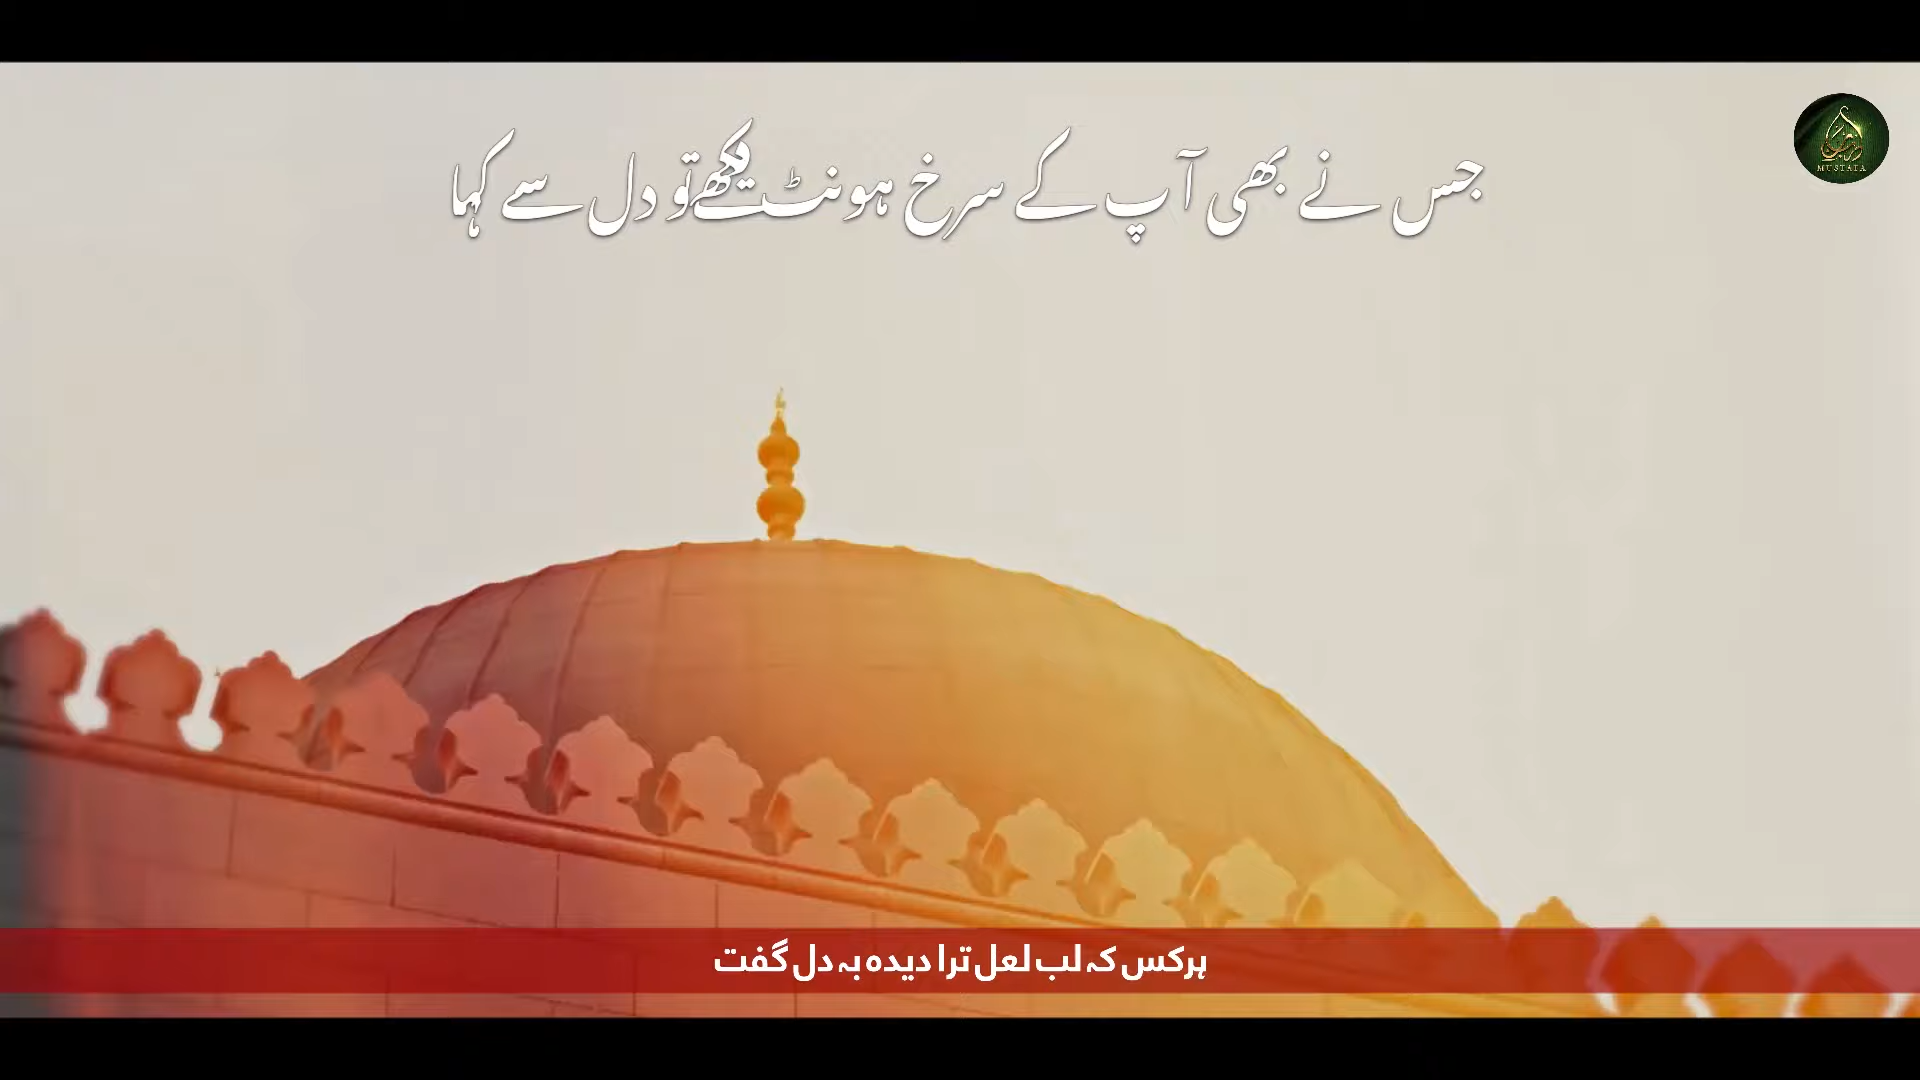 جس نے بھی آپ کے سرخ ہونٹ دیکھے تو دل سے کہا
MUSTATA
ہرکس کہ لب لعل ترا دیدہ بہ دل گفت